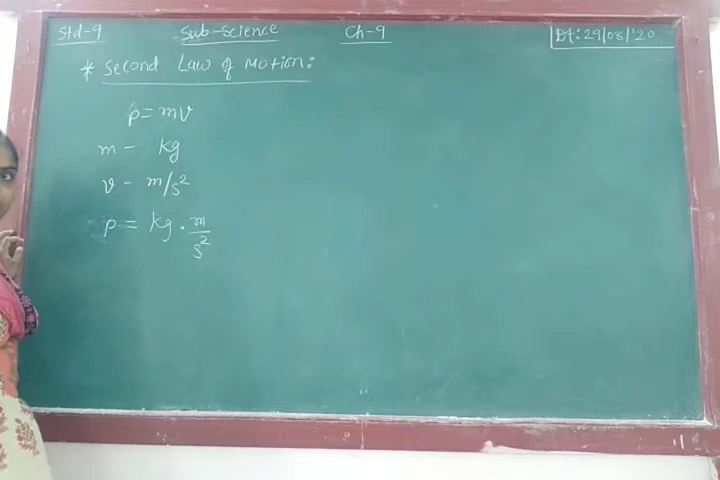 Std-9 Sub-Science Ch-9 Dt:29/08/'20
* Second Law of Motion:
p = mv
m - kg
v - m/s²
p = kg · m/s²